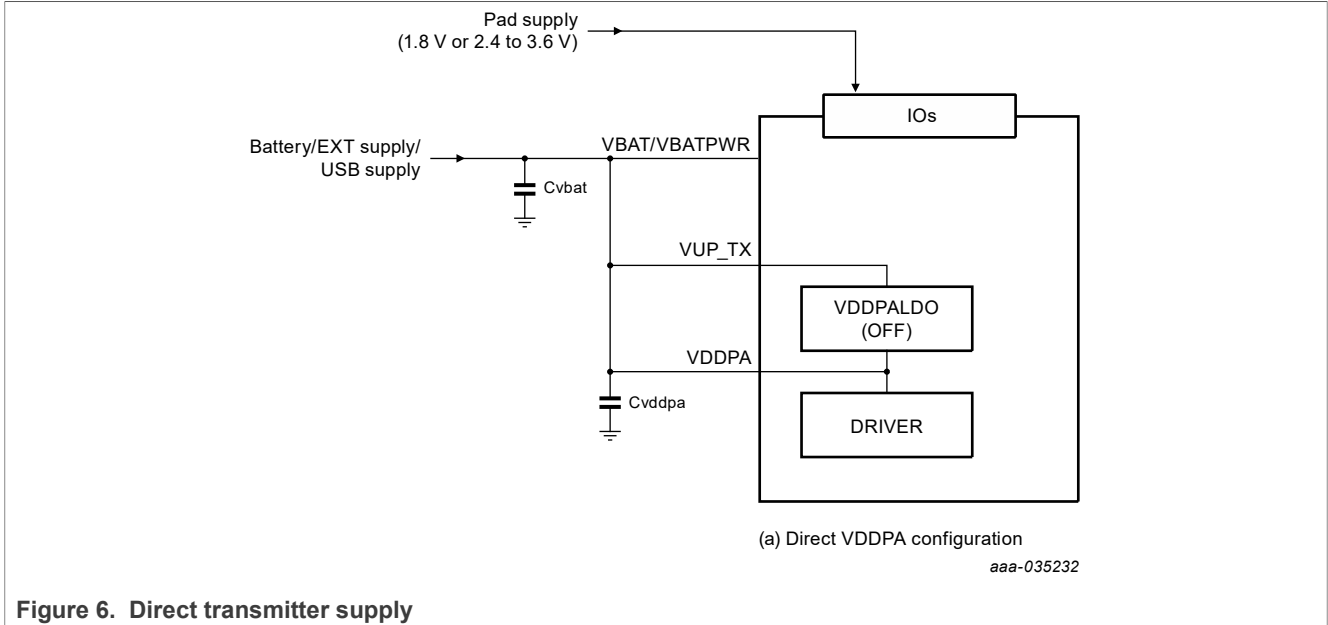 Pad supply
(1.8 V or 2.4 to 3.6 V)
IOs
Battery/EXT supply/
USB supply
VBAT/VBATPWR
Cvbat
VUP_TX
VDDPALDO
(OFF)
VDDPA
Cvddpa
DRIVER
(a) Direct VDDPA configuration
aaa-035232
Figure 6. Direct transmitter supply